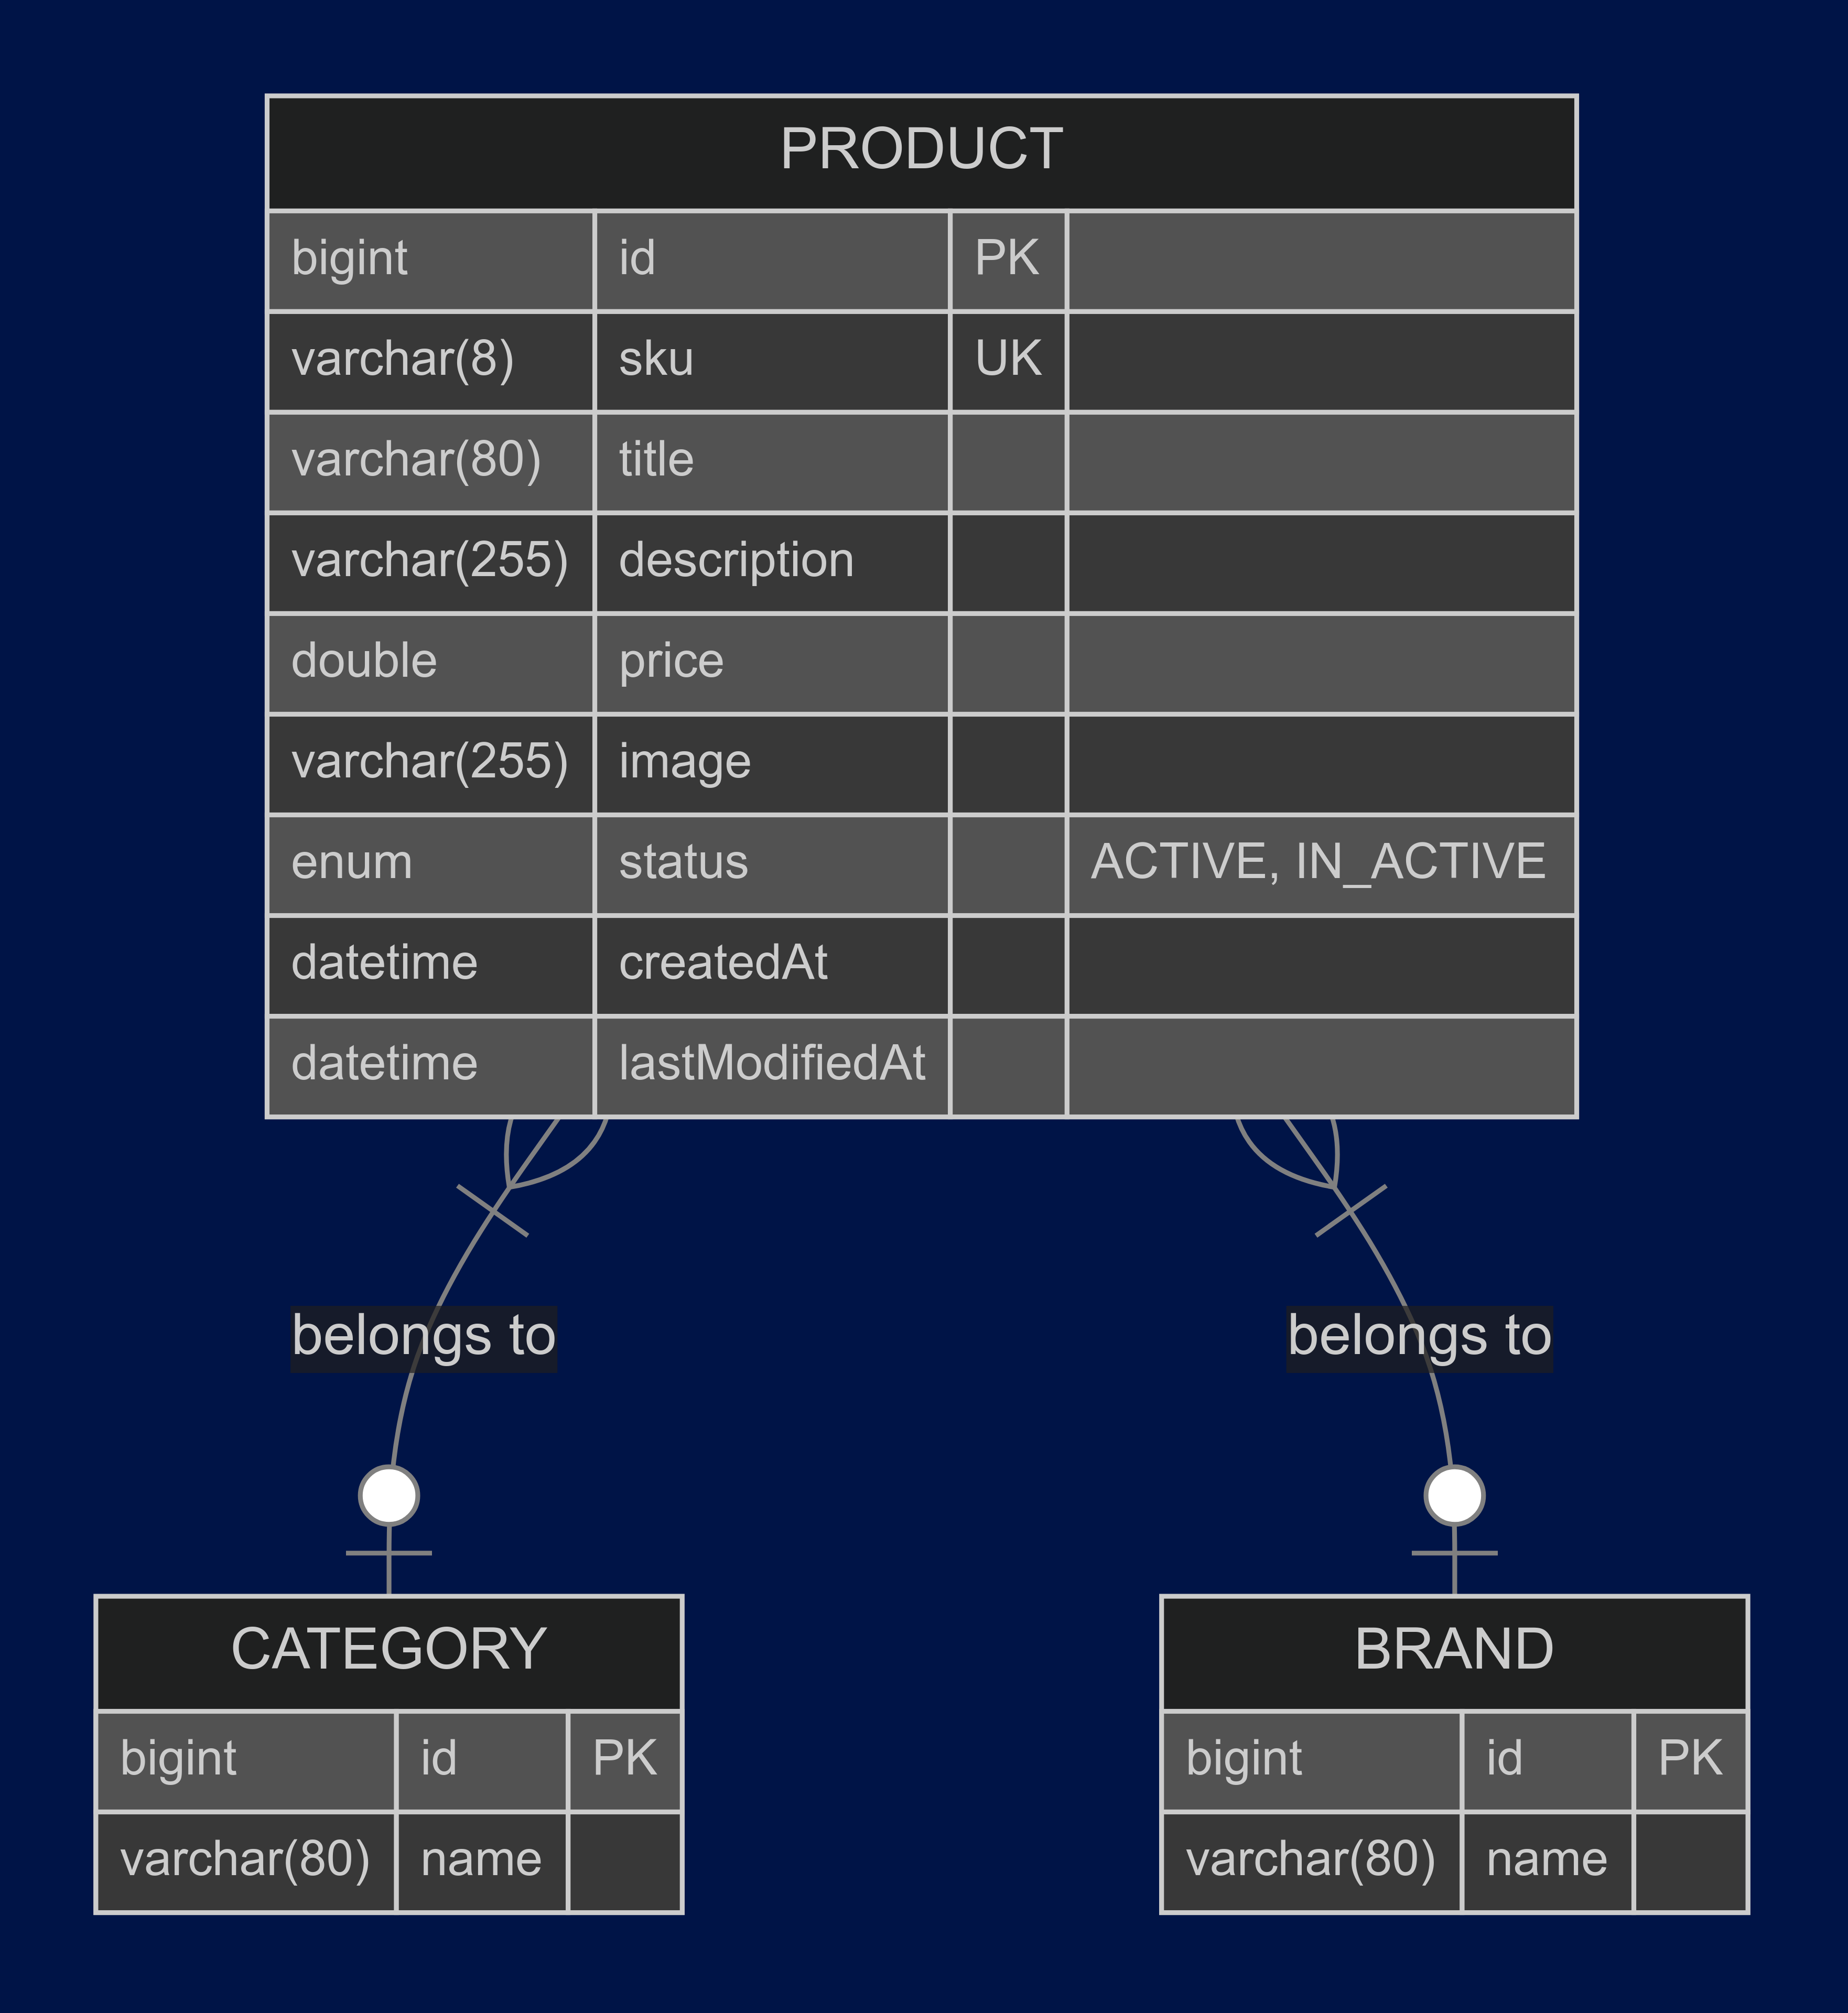 PRODUCT
bigint id PK
varchar(8) sku UK
varchar(80) title
varchar(255) description
double price
varchar(255) image
enum status ACTIVE, IN_ACTIVE
datetime createdAt
datetime lastModifiedAt
belongs to belongs to
CATEGORY
bigint id PK
varchar(80) name
BRAND
bigint id PK
varchar(80) name